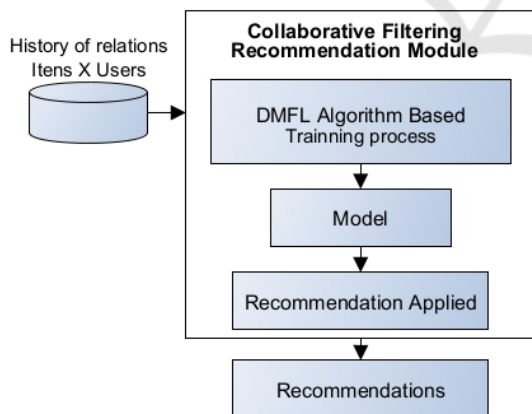 History of relations
Itens X Users
Collaborative Filtering
Recommendation Module
DMFL Algorithm Based
Trainning process
Model
Recommendation Applied
Recommendations